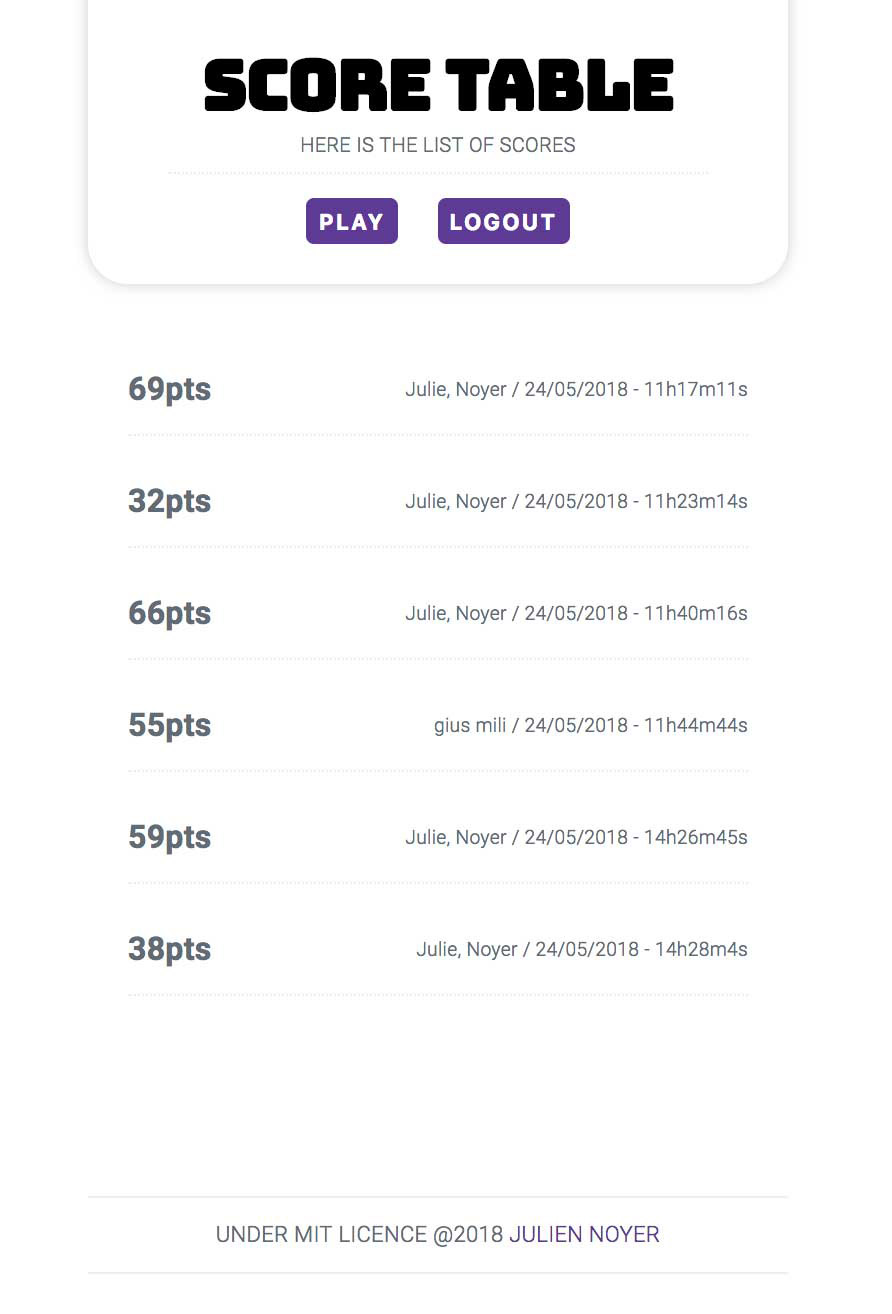 SCORE TABLE
HERE IS THE LIST OF SCORES
PLAY LOGOUT
69pts Julie, Noyer / 24/05/2018 - 11h17m11s
32pts Julie, Noyer / 24/05/2018 - 11h23m14s
66pts Julie, Noyer / 24/05/2018 - 11h40m16s
55pts gius mili / 24/05/2018 - 11h44m44s
59pts Julie, Noyer / 24/05/2018 - 14h26m45s
38pts Julie, Noyer / 24/05/2018 - 14h28m4s
UNDER MIT LICENCE @2018 JULIEN NOYER